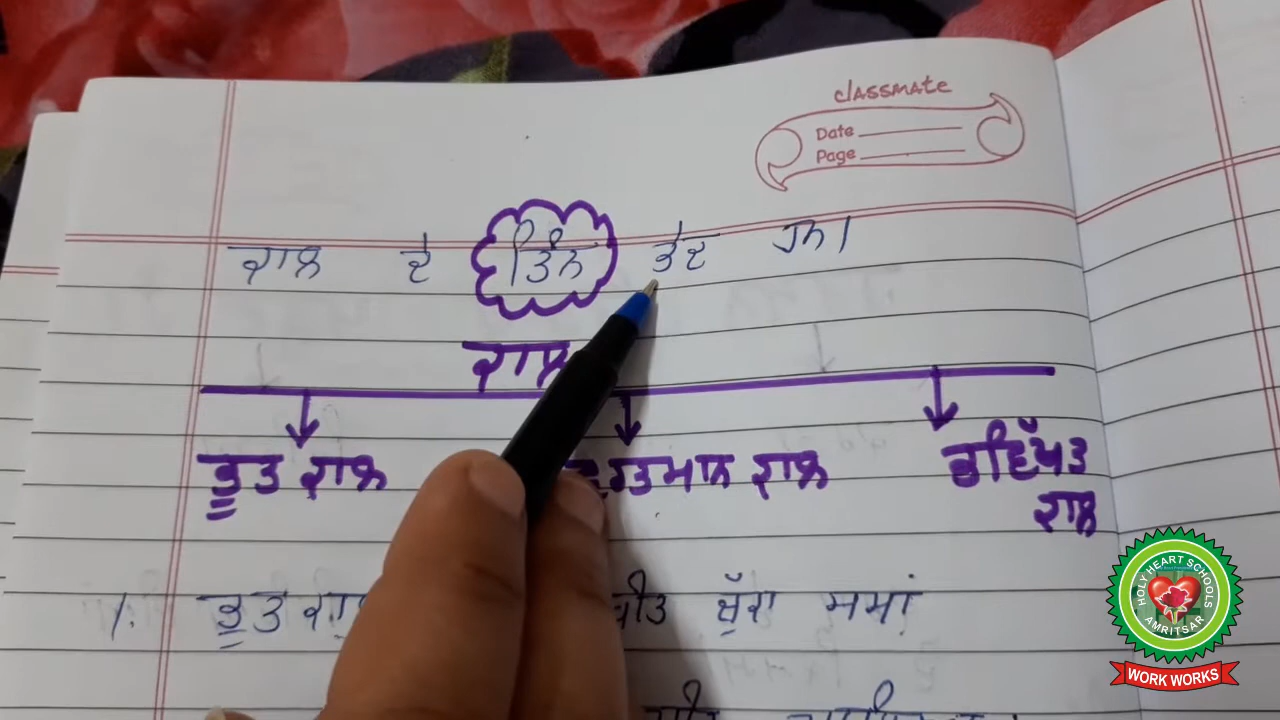 classmate
Date
Page
ਕਾਲ ਦੇ ਤਿੰਨ ਭੇਦ ਹਨ।
ਕਾਲ
ਭੂਤ ਕਾਲ ਵਰਤਮਾਨ ਕਾਲ ਭਵਿੱਖਤ
ਕਾਲ
1. ਭੂਤ ਕਾਲ ਬੀਤ ਚੁੱਕਾ ਸਮਾਂ
HOLY HEART SCHOOLS
AMRITSAR
WORK WORKS